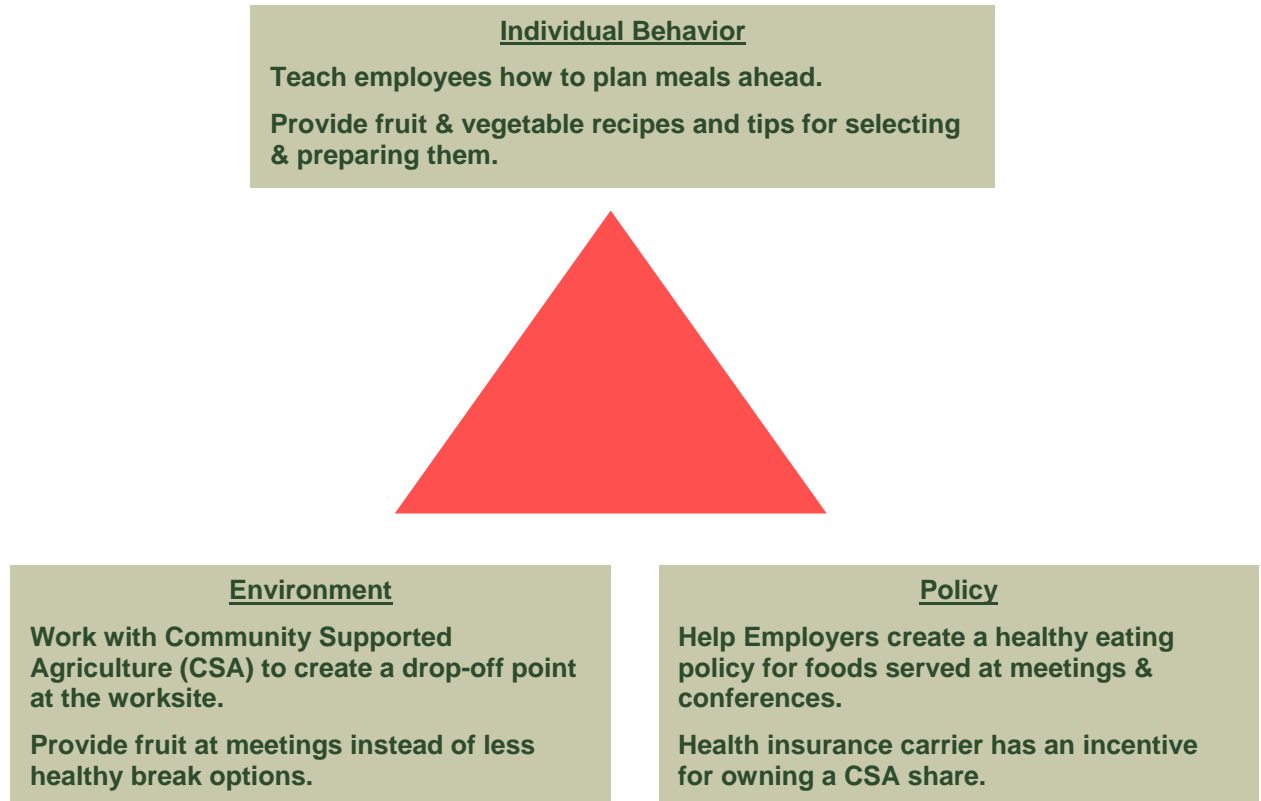 Individual Behavior
Teach employees how to plan meals ahead.
Provide fruit & vegetable recipes and tips for selecting
& preparing them.
Environment
Work with Community Supported
Agriculture (CSA) to create a drop-off point
at the worksite.
Provide fruit at meetings instead of less
healthy break options.
Policy
Help Employers create a healthy eating
policy for foods served at meetings &
conferences.
Health insurance carrier has an incentive
for owning a CSA share.